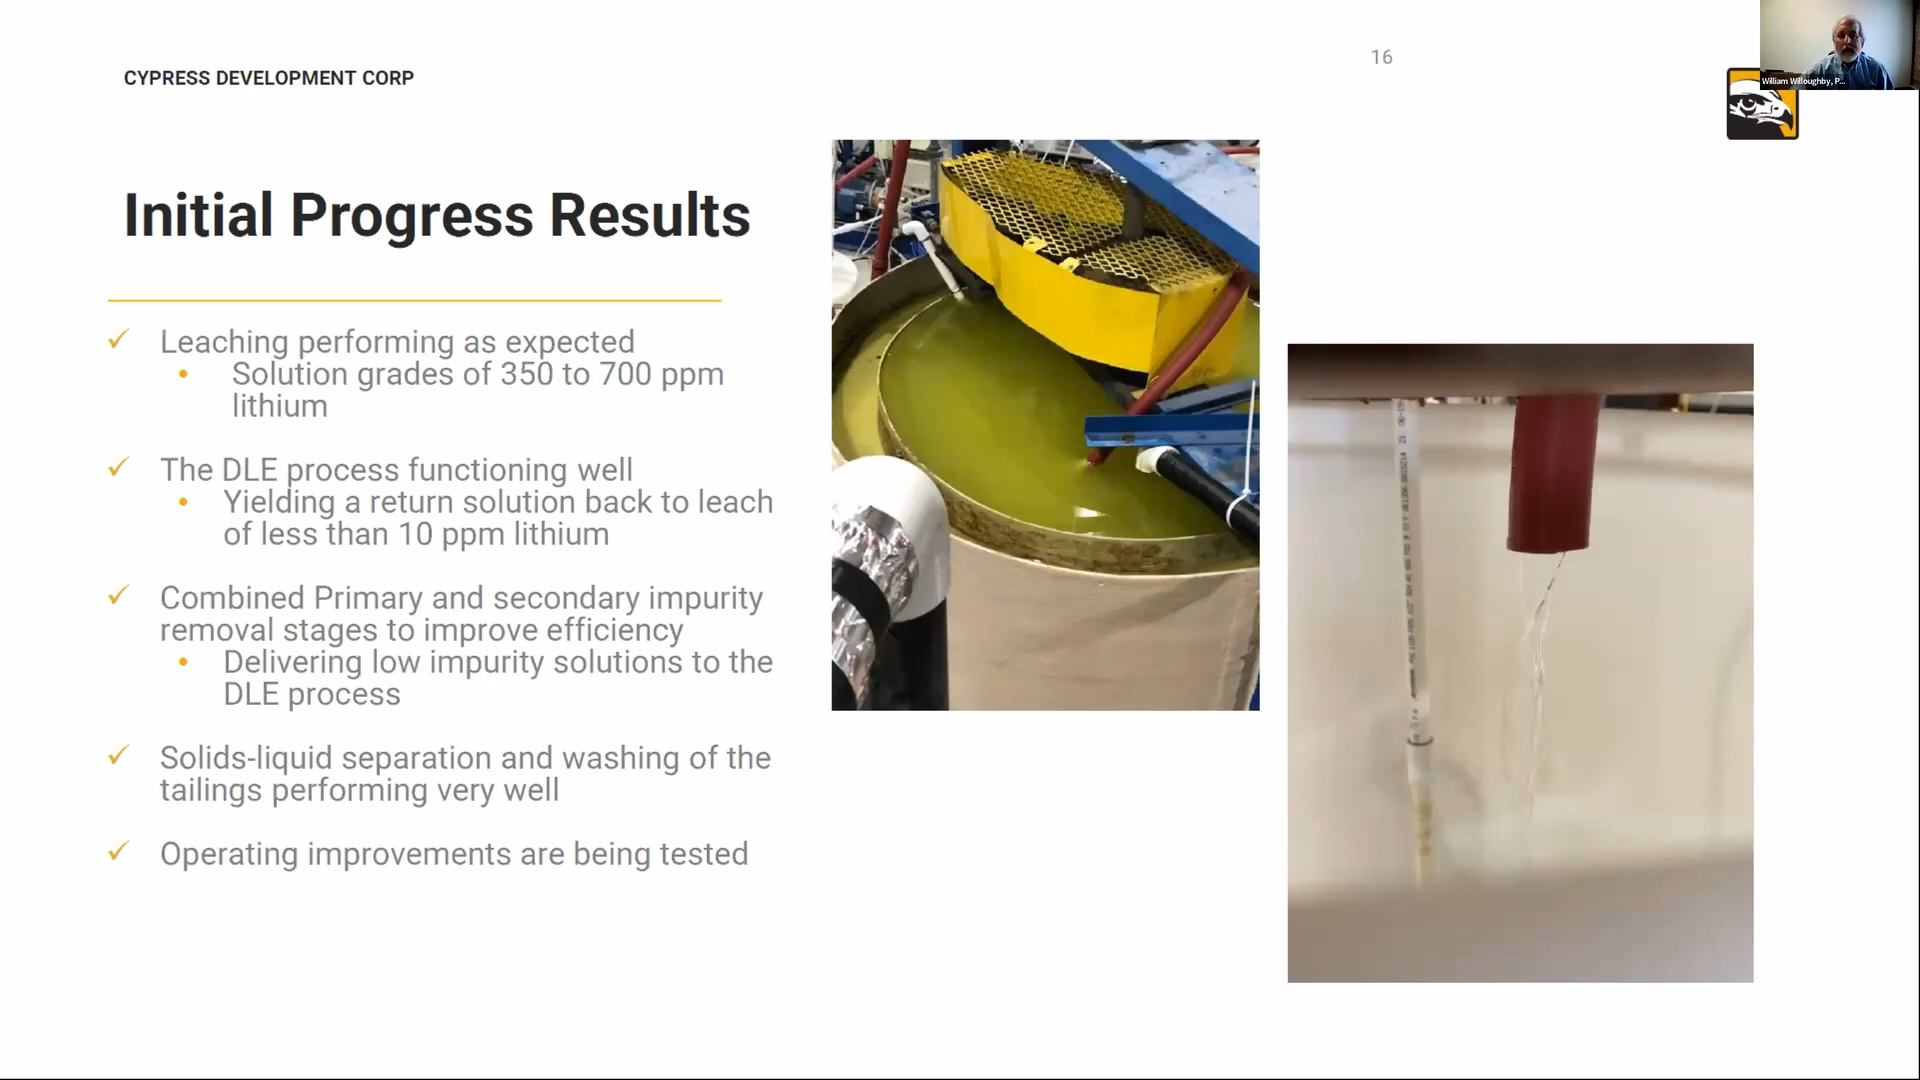 CYPRESS DEVELOPMENT CORP
16
William Willoughby, P...
Initial Progress Results
✓ Leaching performing as expected
• Solution grades of 350 to 700 ppm
lithium
✓ The DLE process functioning well
• Yielding a return solution back to leach
of less than 10 ppm lithium
✓ Combined Primary and secondary impurity
removal stages to improve efficiency
• Delivering low impurity solutions to the
DLE process
✓ Solids-liquid separation and washing of the
tailings performing very well
✓ Operating improvements are being tested